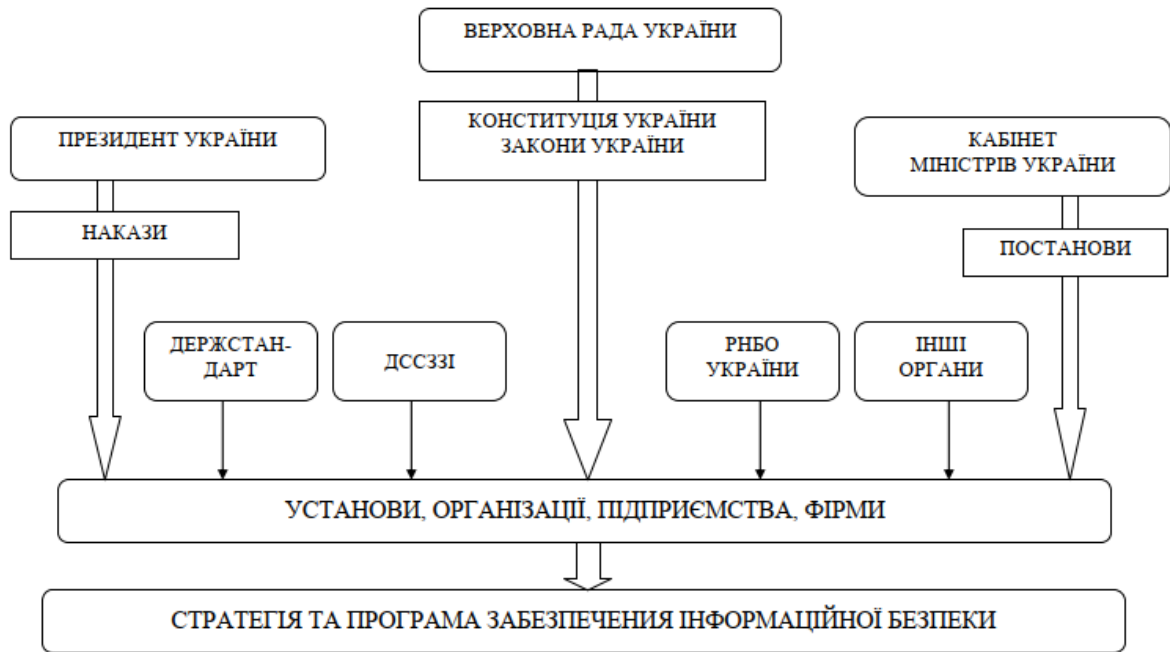 ВЕРХОВНА РАДА УКРАЇНИ
КОНСТИТУЦІЯ УКРАЇНИ
ЗАКОНИ УКРАЇНИ
ПРЕЗИДЕНТ УКРАЇНИ
КАБІНЕТ
МІНІСТРІВ УКРАЇНИ
НАКАЗИ
ПОСТАНОВИ
ДЕРЖСТАН-
ДАРТ
ДССЗЗІ
РНБО
УКРАЇНИ
ІНШІ
ОРГАНИ
УСТАНОВИ, ОРГАНІЗАЦІЇ, ПІДПРИЄМСТВА, ФІРМИ
СТРАТЕГІЯ ТА ПРОГРАМА ЗАБЕЗПЕЧЕННЯ ІНФОРМАЦІЙНОЇ БЕЗПЕКИ